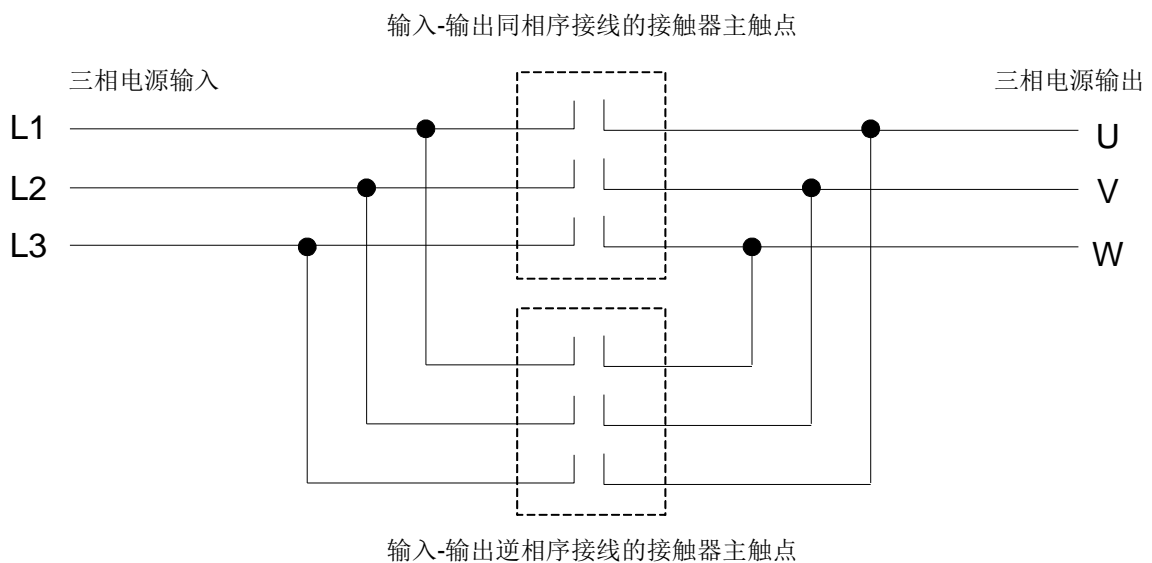 输入-输出同相序接线的接触器主触点
三相电源输入
三相电源输出
L1
U
L2
V
L3
W
输入-输出逆相序接线的接触器主触点